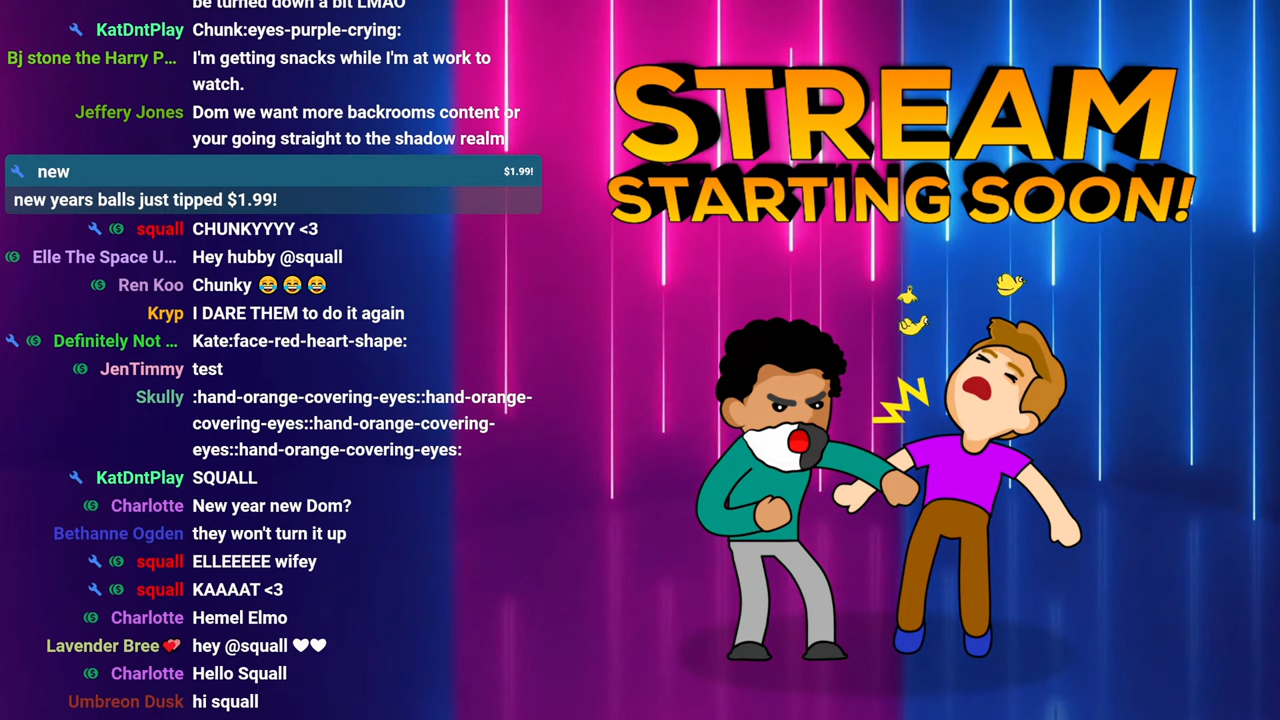 be turned down a bit LMAO
KatDntPlay Chunk:eyes-purple-crying:
Bj stone the Harry P... I'm getting snacks while I'm at work to
watch.
Jeffery Jones Dom we want more backrooms content or
your going straight to the shadow realm
new $1.99!
new years balls just tipped $1.99!
squall CHUNKYYYY <3
Elle The Space U... Hey hubby @squall
Ren Koo Chunky 😂 😂 😂
Kryp I DARE THEM to do it again
Definitely Not ... Kate:face-red-heart-shape:
JenTimmy test
Skully :hand-orange-covering-eyes::hand-orange-
covering-eyes::hand-orange-covering-
eyes::hand-orange-covering-eyes:
KatDntPlay SQUALL
Charlotte New year new Dom?
Bethanne Ogden they won't turn it up
squall ELLEEEEE wifey
squall KAAAAT <3
Charlotte Hemel Elmo
Lavender Bree💕 hey @squall 🤍🤍
Charlotte Hello Squall
Umbreon Dusk hi squall
STREAM
STARTING SOON!